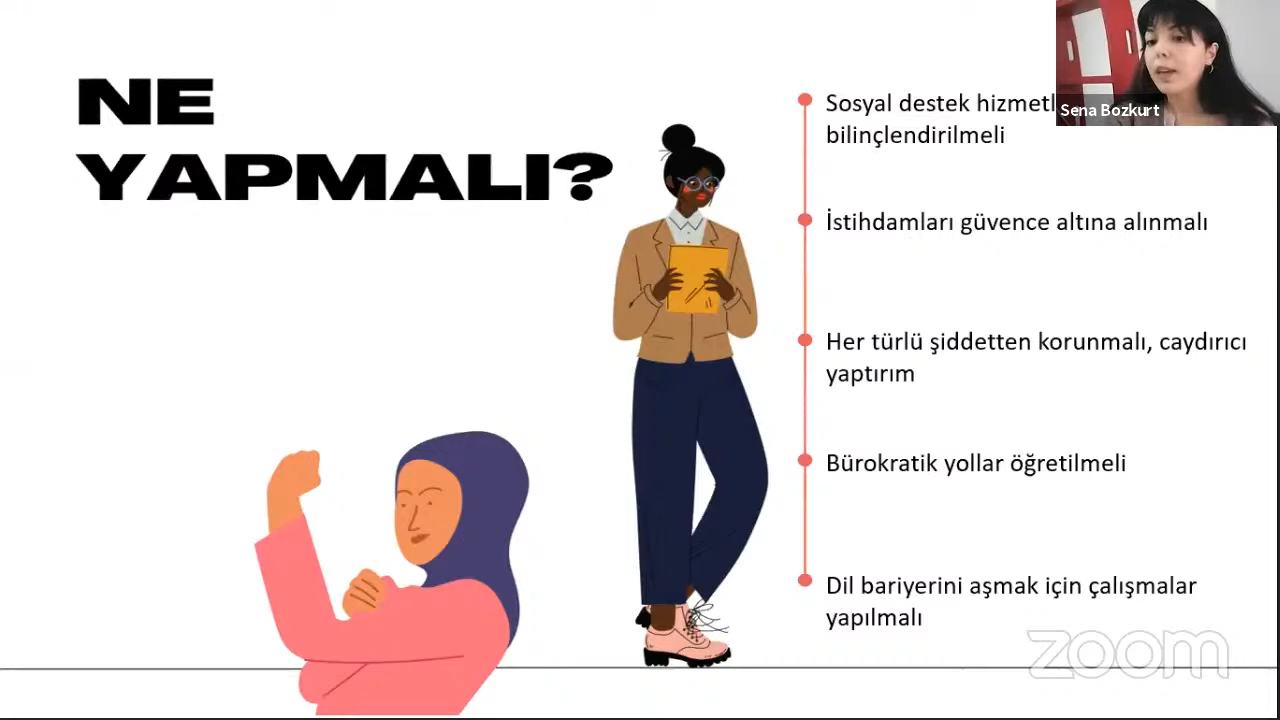 NE
YAPMALI?
Sosyal destek
bilinçlendirilmeli
İstihdamları güvence altına alınmalı
Her türlü şiddetten korunmalı, caydırıcı
yaptırım
Bürokratik yollar öğretilmeli
Dil bariyerini aşmak için çalışmalar
yapılmalı
Sena Bozkurt
zoom